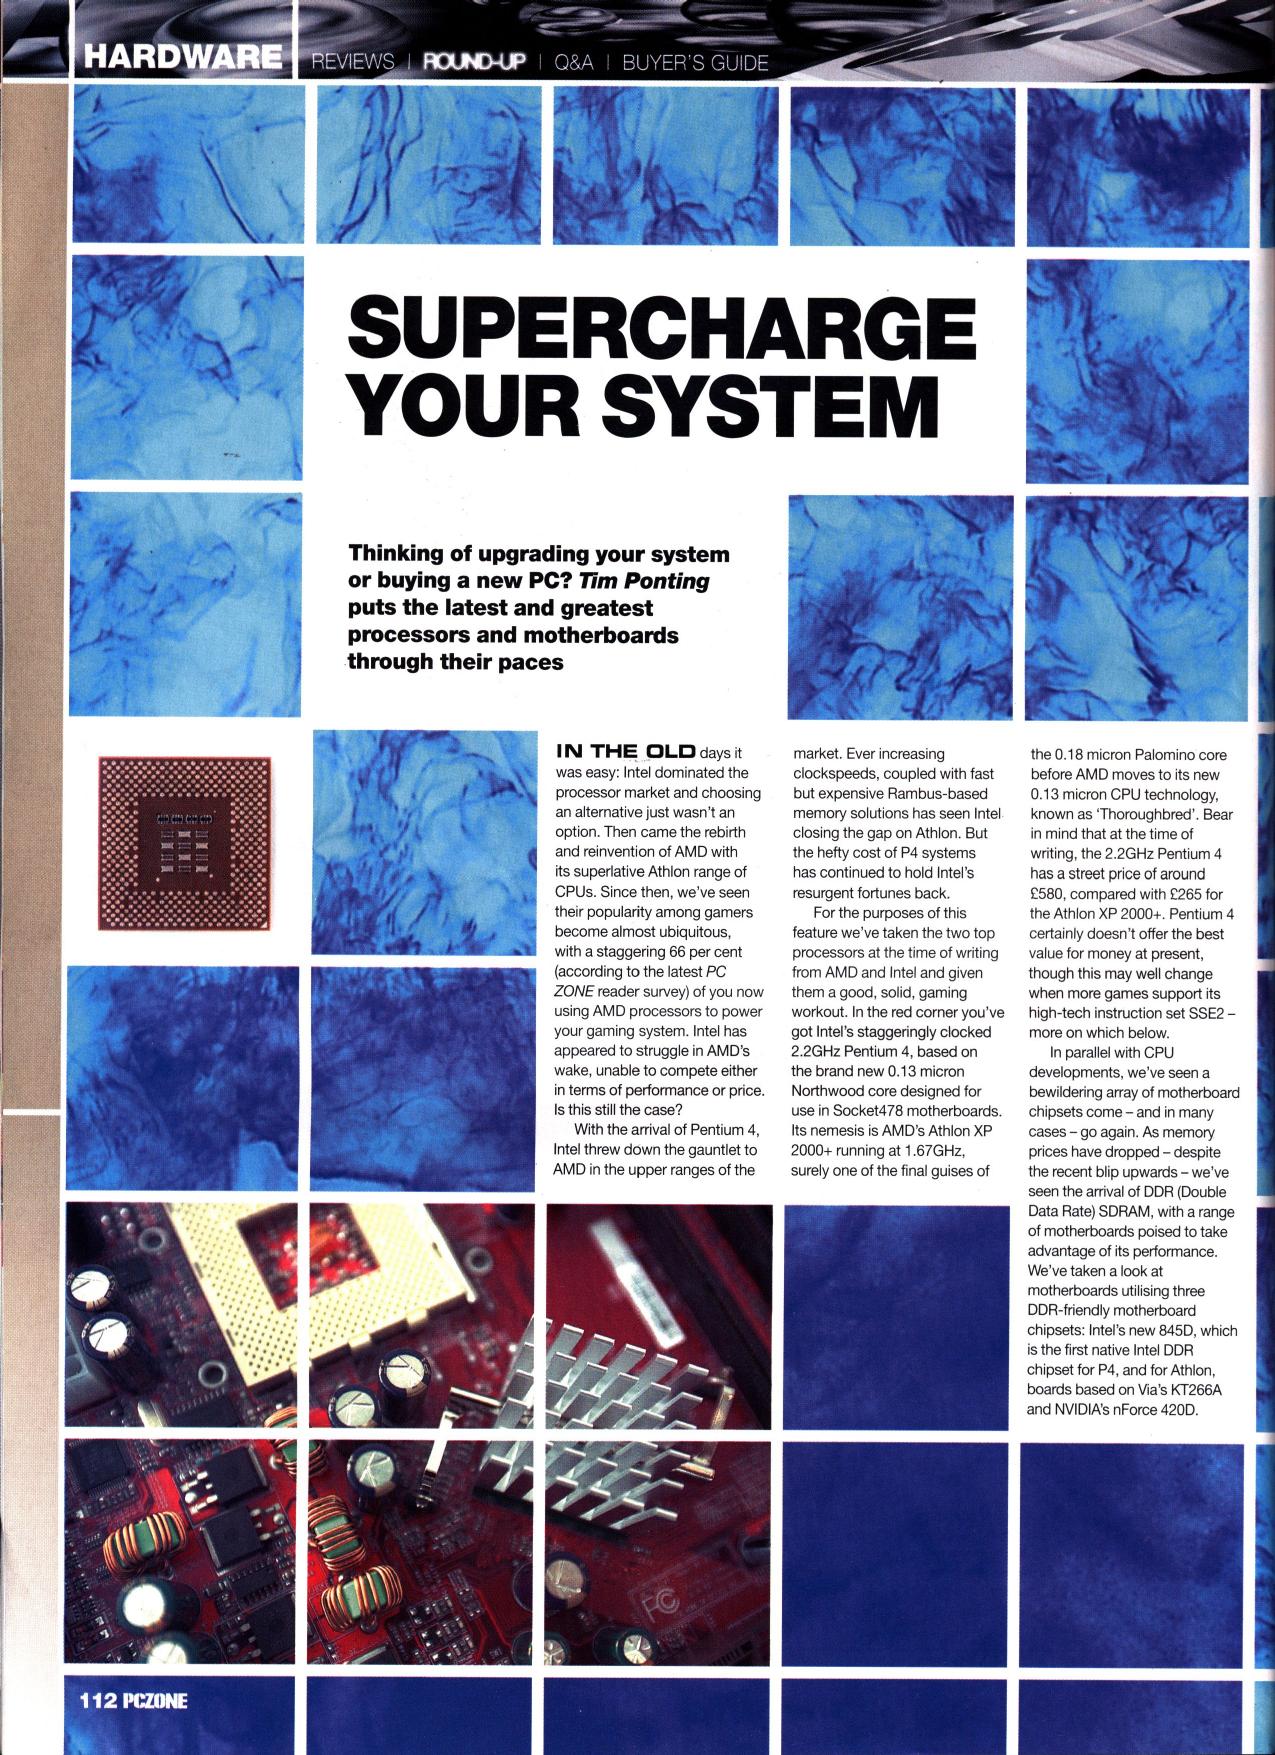 HARDWARE
REVIEWS | ROUND-UP | Q&A | BUYER'S GUIDE
SUPERCHARGE
YOUR SYSTEM
Thinking of upgrading your system
or buying a new PC? Tim Ponting
puts the latest and greatest
processors and motherboards
through their paces
IN THE OLD days it
was easy: Intel dominated the
processor market and choosing
an alternative just wasn't an
option. Then came the rebirth
and reinvention of AMD with
its superlative Athlon range of
CPUs. Since then, we've seen
their popularity among gamers
become almost ubiquitous,
with a staggering 66 per cent
(according to the latest PC
ZONE reader survey) of you now
using AMD processors to power
your gaming system. Intel has
appeared to struggle in AMD's
wake, unable to compete either
in terms of performance or price.
Is this still the case?
With the arrival of Pentium 4,
Intel threw down the gauntlet to
AMD in the upper ranges of the
market. Ever increasing
clockspeeds, coupled with fast
but expensive Rambus-based
memory solutions has seen Intel
closing the gap on Athlon. But
the hefty cost of P4 systems
has continued to hold Intel's
resurgent fortunes back.
For the purposes of this
feature we've taken the two top
processors at the time of writing
from AMD and Intel and given
them a good, solid, gaming
workout. In the red corner you've
got Intel's staggeringly clocked
2.2GHz Pentium 4, based on
the brand new 0.13 micron
Northwood core designed for
use in Socket478 motherboards.
Its nemesis is AMD's Athlon XP
2000+ running at 1.67GHz,
surely one of the final guises of
the 0.18 micron Palomino core
before AMD moves to its new
0.13 micron CPU technology,
known as 'Thoroughbred'. Bear
in mind that at the time of
writing, the 2.2GHz Pentium 4
has a street price of around
£580, compared with £265 for
the Athlon XP 2000+. Pentium 4
certainly doesn't offer the best
value for money at present,
though this may well change
when more games support its
high-tech instruction set SSE2 –
more on which below.
In parallel with CPU
developments, we've seen a
bewildering array of motherboard
chipsets come – and in many
cases – go again. As memory
prices have dropped – despite
the recent blip upwards – we've
seen the arrival of DDR (Double
Data Rate) SDRAM, with a range
of motherboards poised to take
advantage of its performance.
We've taken a look at
motherboards utilising three
DDR-friendly motherboard
chipsets: Intel's new 845D, which
is the first native Intel DDR
chipset for P4, and for Athlon,
boards based on Via's KT266A
and NVIDIA's nForce 420D.
FC
112 PCZONE